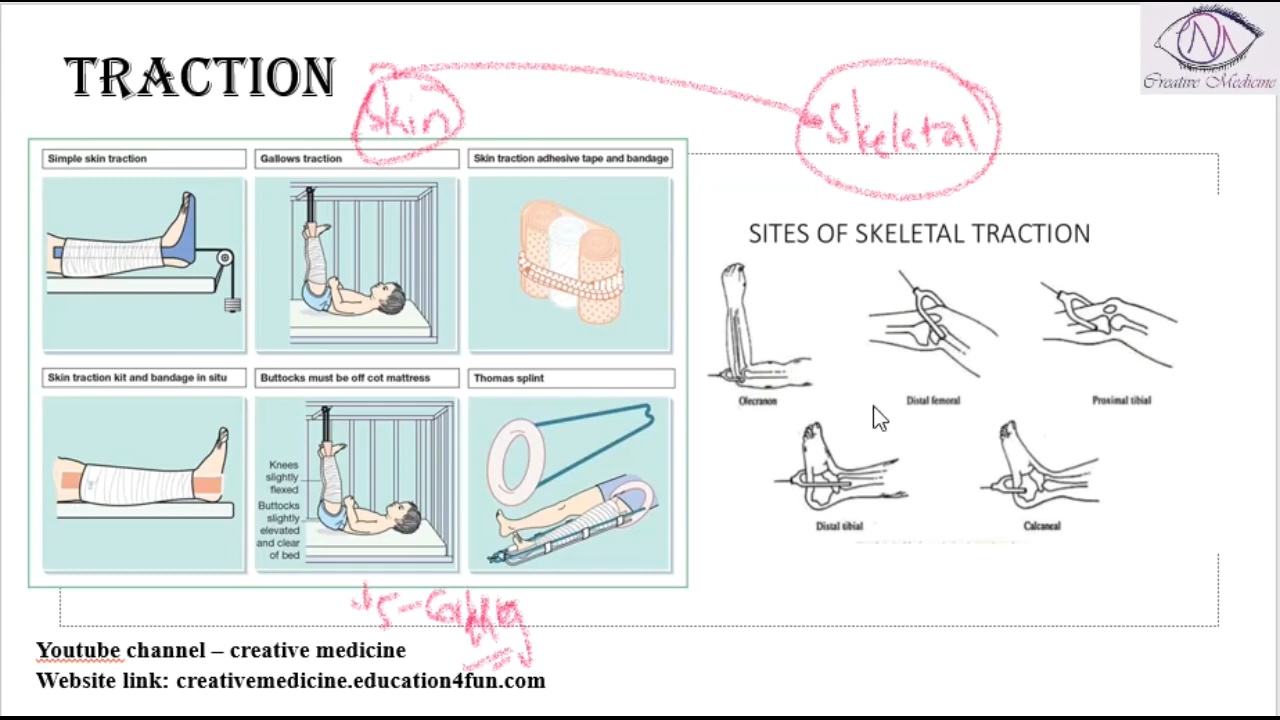 TRACTION
Skin
Skeletal
Creative Medicine
Simple skin traction
Gallows traction
Skin traction adhesive tape and bandage
SITES OF SKELETAL TRACTION
Skin traction kit and bandage in situ
Buttocks must be off cot mattress
Thomas splint
Olecranon
Distal femoral
Proximal tibial
Knees
slightly
flexed
Buttocks
slightly
elevated
and clear
of bed
Distal tibial
Calcaneal
Youtube channel – creative medicine
Website link: creativemedicine.education4fun.com